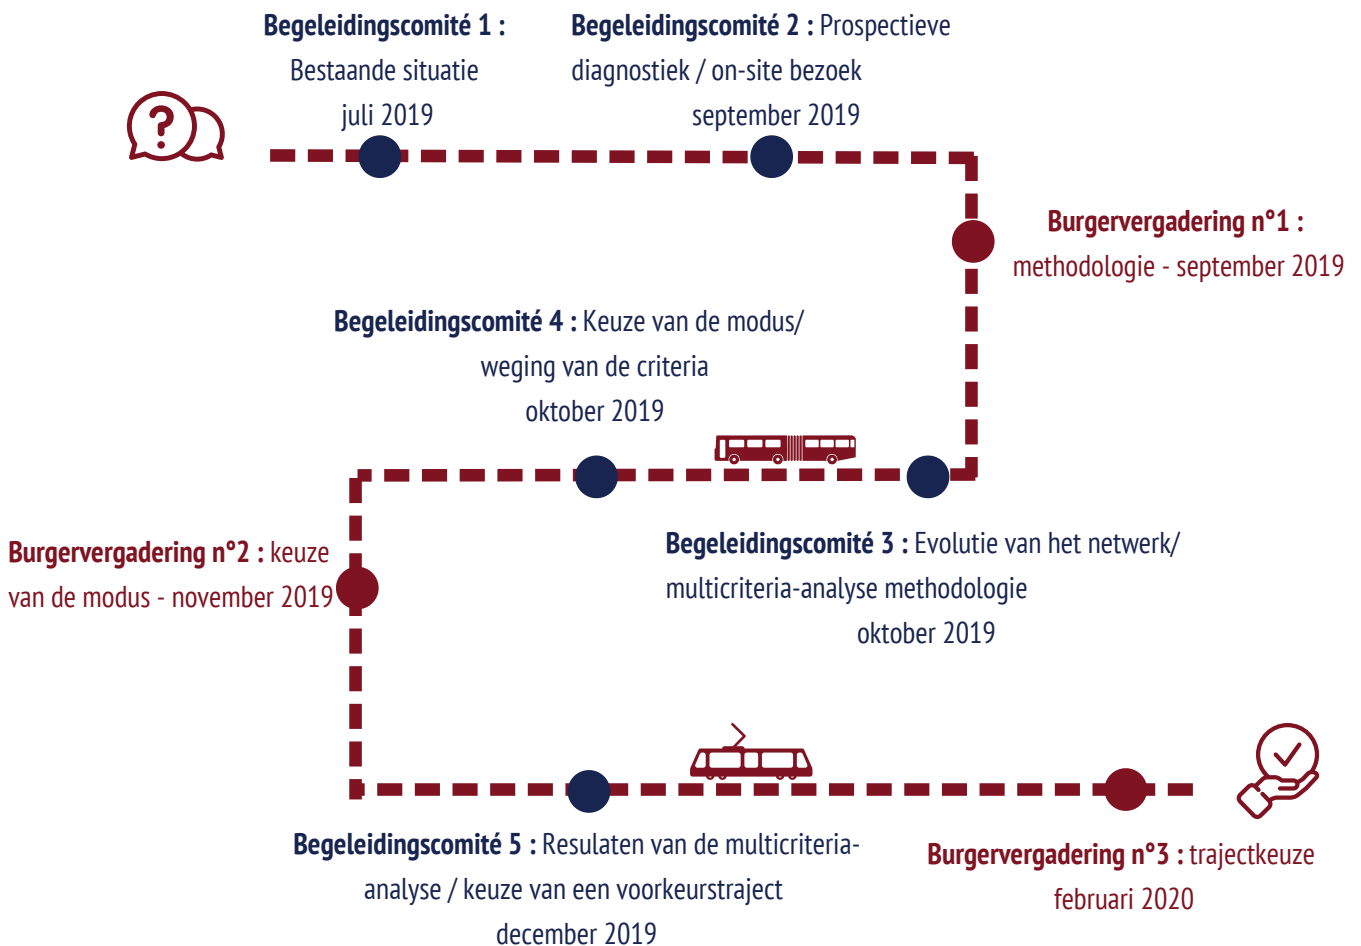 Begeleidingscomité 1 :
Bestaande situatie
juli 2019
Begeleidingscomité 2 : Prospectieve
diagnostiek / on-site bezoek
september 2019
?
Burgervergadering n°1 :
methodologie - september 2019
Begeleidingscomité 4 : Keuze van de modus/
weging van de criteria
oktober 2019
Begeleidingscomité 3 : Evolutie van het netwerk/
multicriteria-analyse methodologie
oktober 2019
Burgervergadering n°2 : keuze
van de modus - november 2019
Begeleidingscomité 5 : Resulaten van de multicriteria-
analyse / keuze van een voorkeurstraject
december 2019
Burgervergadering n°3 : trajectkeuze
februari 2020